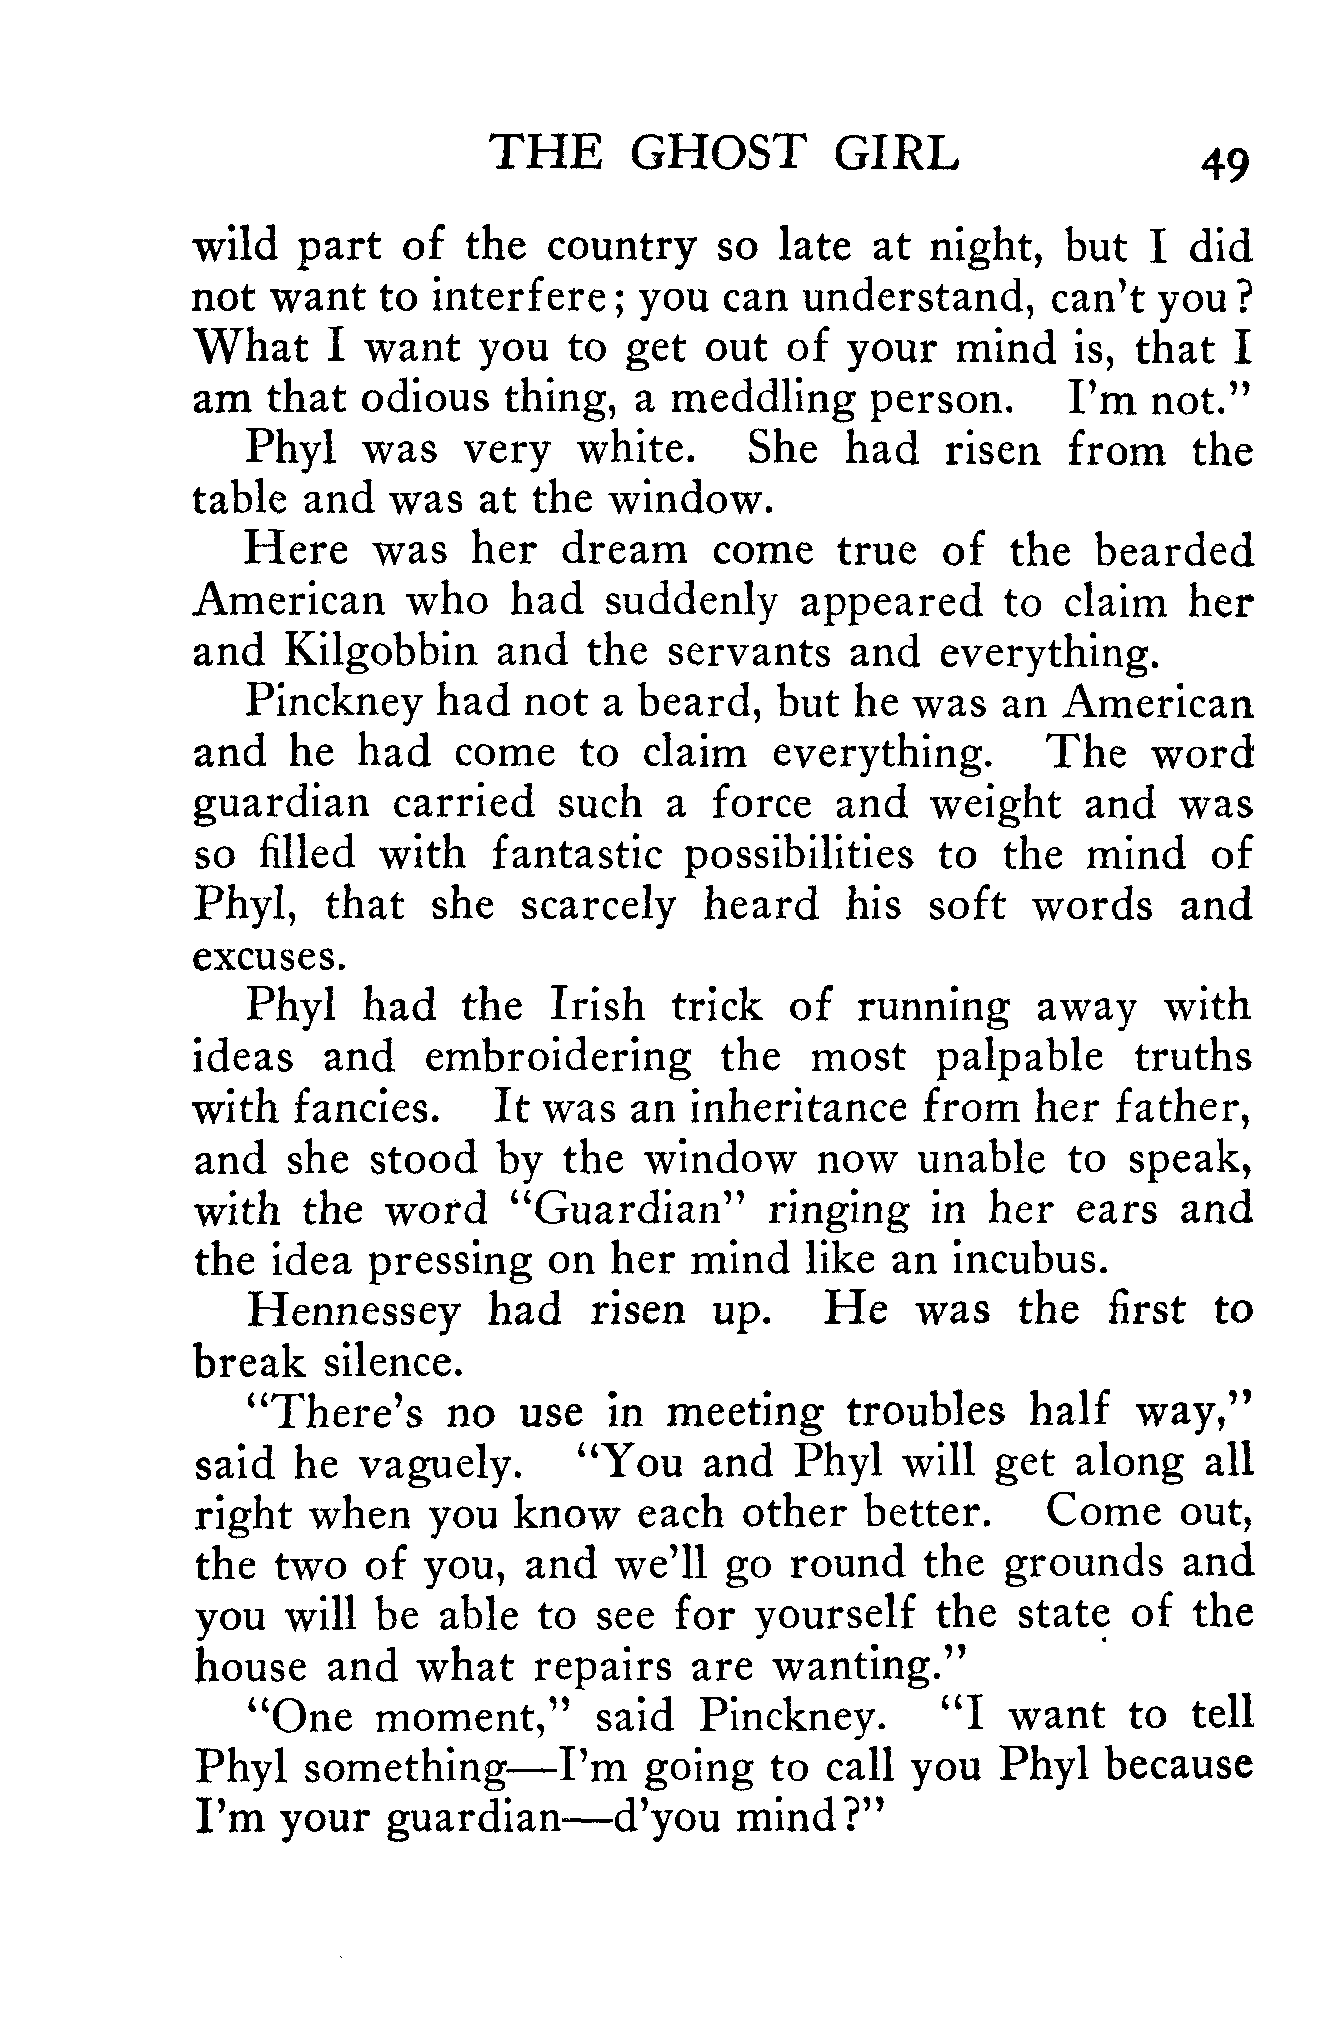 THE GHOST GIRL 49
wild part of the country so late at night, but I did
not want to interfere; you can understand, can't you?
What I want you to get out of your mind is, that I
am that odious thing, a meddling person. I'm not."
Phyl was very white. She had risen from the
table and was at the window.
Here was her dream come true of the bearded
American who had suddenly appeared to claim her
and Kilgobbin and the servants and everything.
Pinckney had not a beard, but he was an American
and he had come to claim everything. The word
guardian carried such a force and weight and was
so filled with fantastic possibilities to the mind of
Phyl, that she scarcely heard his soft words and
excuses.
Phyl had the Irish trick of running away with
ideas and embroidering the most palpable truths
with fancies. It was an inheritance from her father,
and she stood by the window now unable to speak,
with the word "Guardian" ringing in her ears and
the idea pressing on her mind like an incubus.
Hennessey had risen up. He was the first to
break silence.
"There's no use in meeting troubles half way,"
said he vaguely. "You and Phyl will get along all
right when you know each other better. Come out,
the two of you, and we'll go round the grounds and
you will be able to see for yourself the state of the
house and what repairs are wanting."
"One moment," said Pinckney. "I want to tell
Phyl something—I'm going to call you Phyl because
I'm your guardian—d'you mind?"